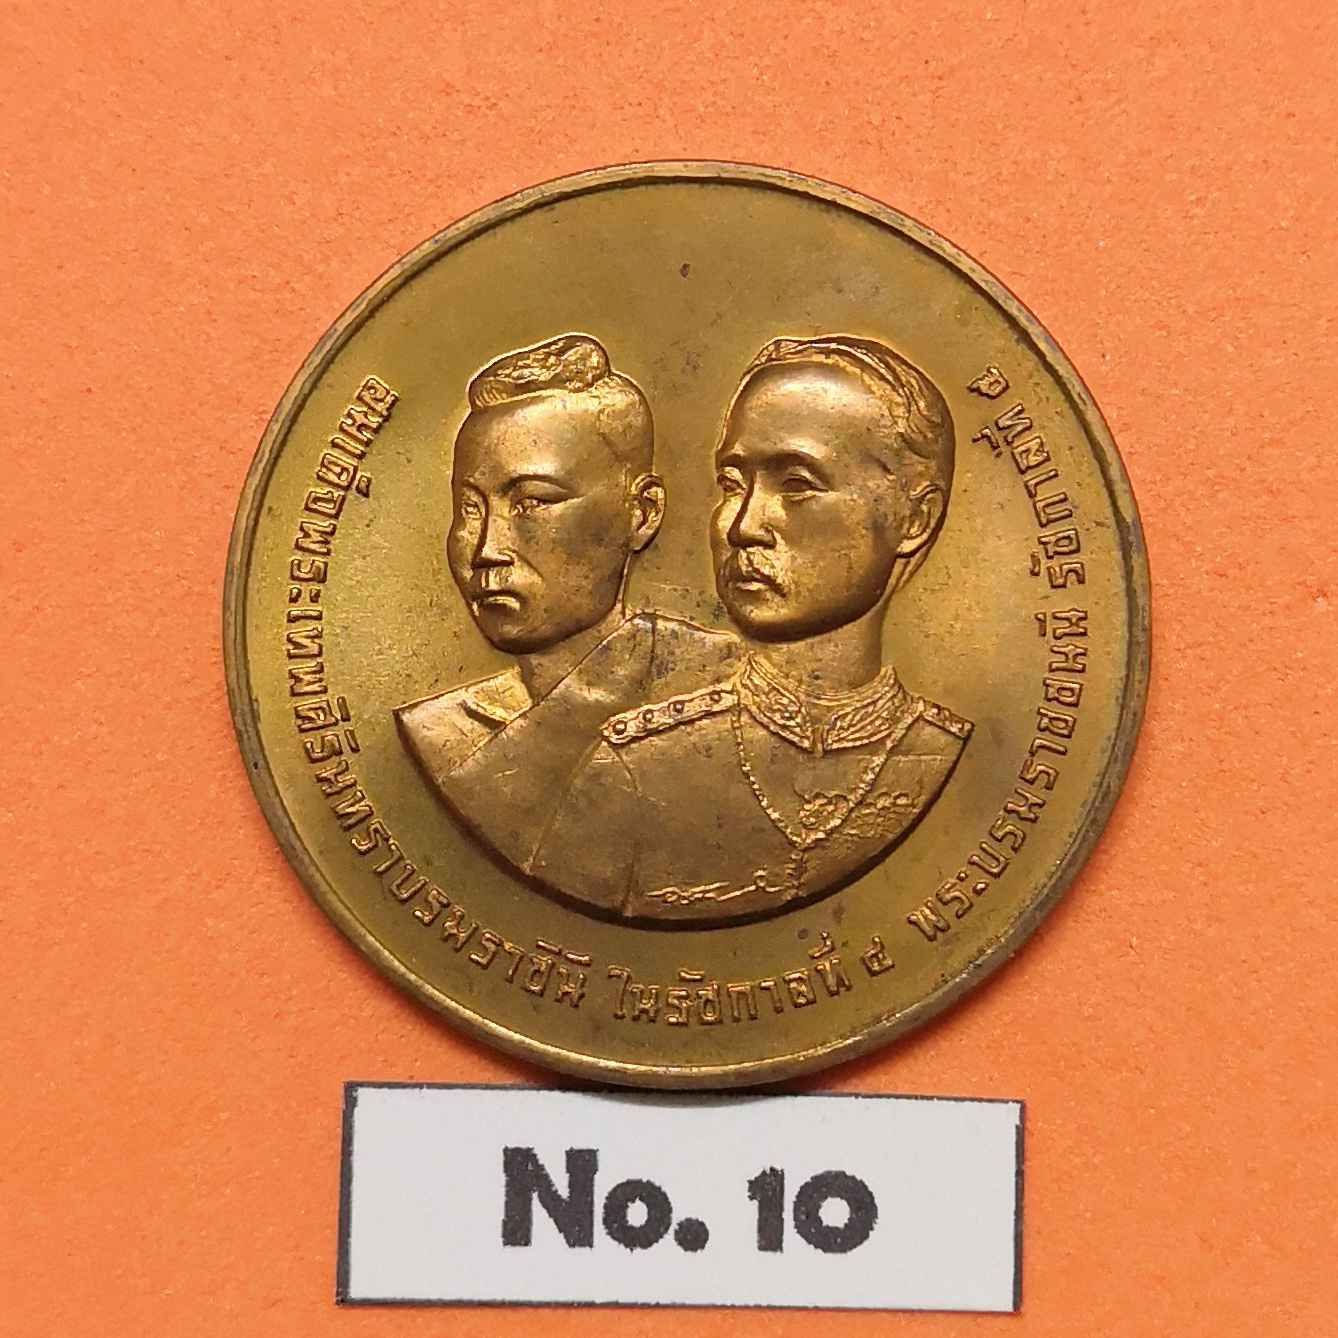 สมเด็จพระเทพศิรินทราบรมราชินี ในรัชกาลที่ ๔ พระบรมราชชนนี รัชกาลที่ ๕
No. 10